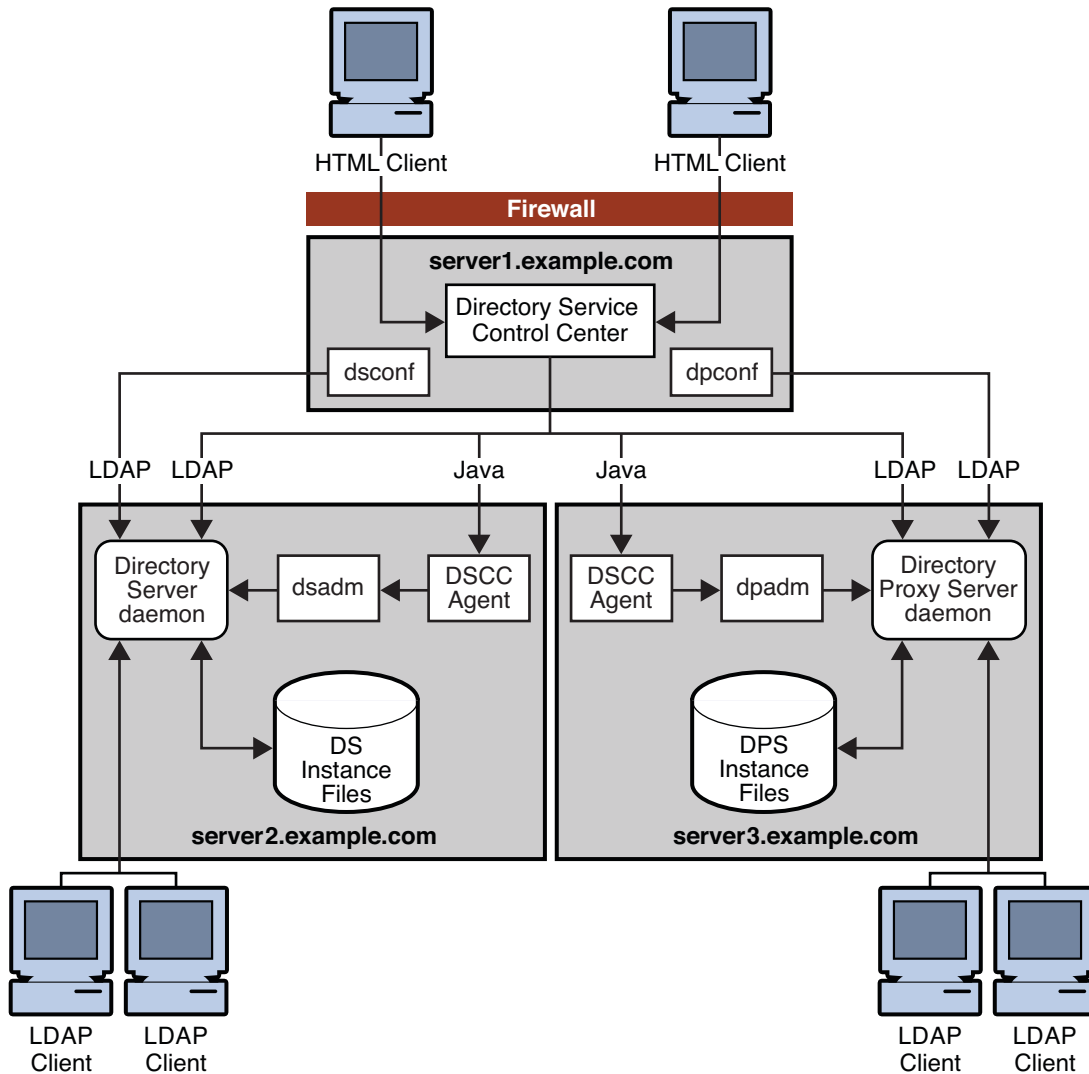 HTML Client
HTML Client
Firewall
server1.example.com
Directory Service
Control Center
dsconf
dpconf
LDAP
LDAP
Java
Java
LDAP
LDAP
Directory
Server
daemon
dsadm
DSCC
Agent
DSCC
Agent
dpadm
Directory
Proxy Server
daemon
DS
Instance
Files
DPS
Instance
Files
server2.example.com
server3.example.com
LDAP
Client
LDAP
Client
LDAP
Client
LDAP
Client